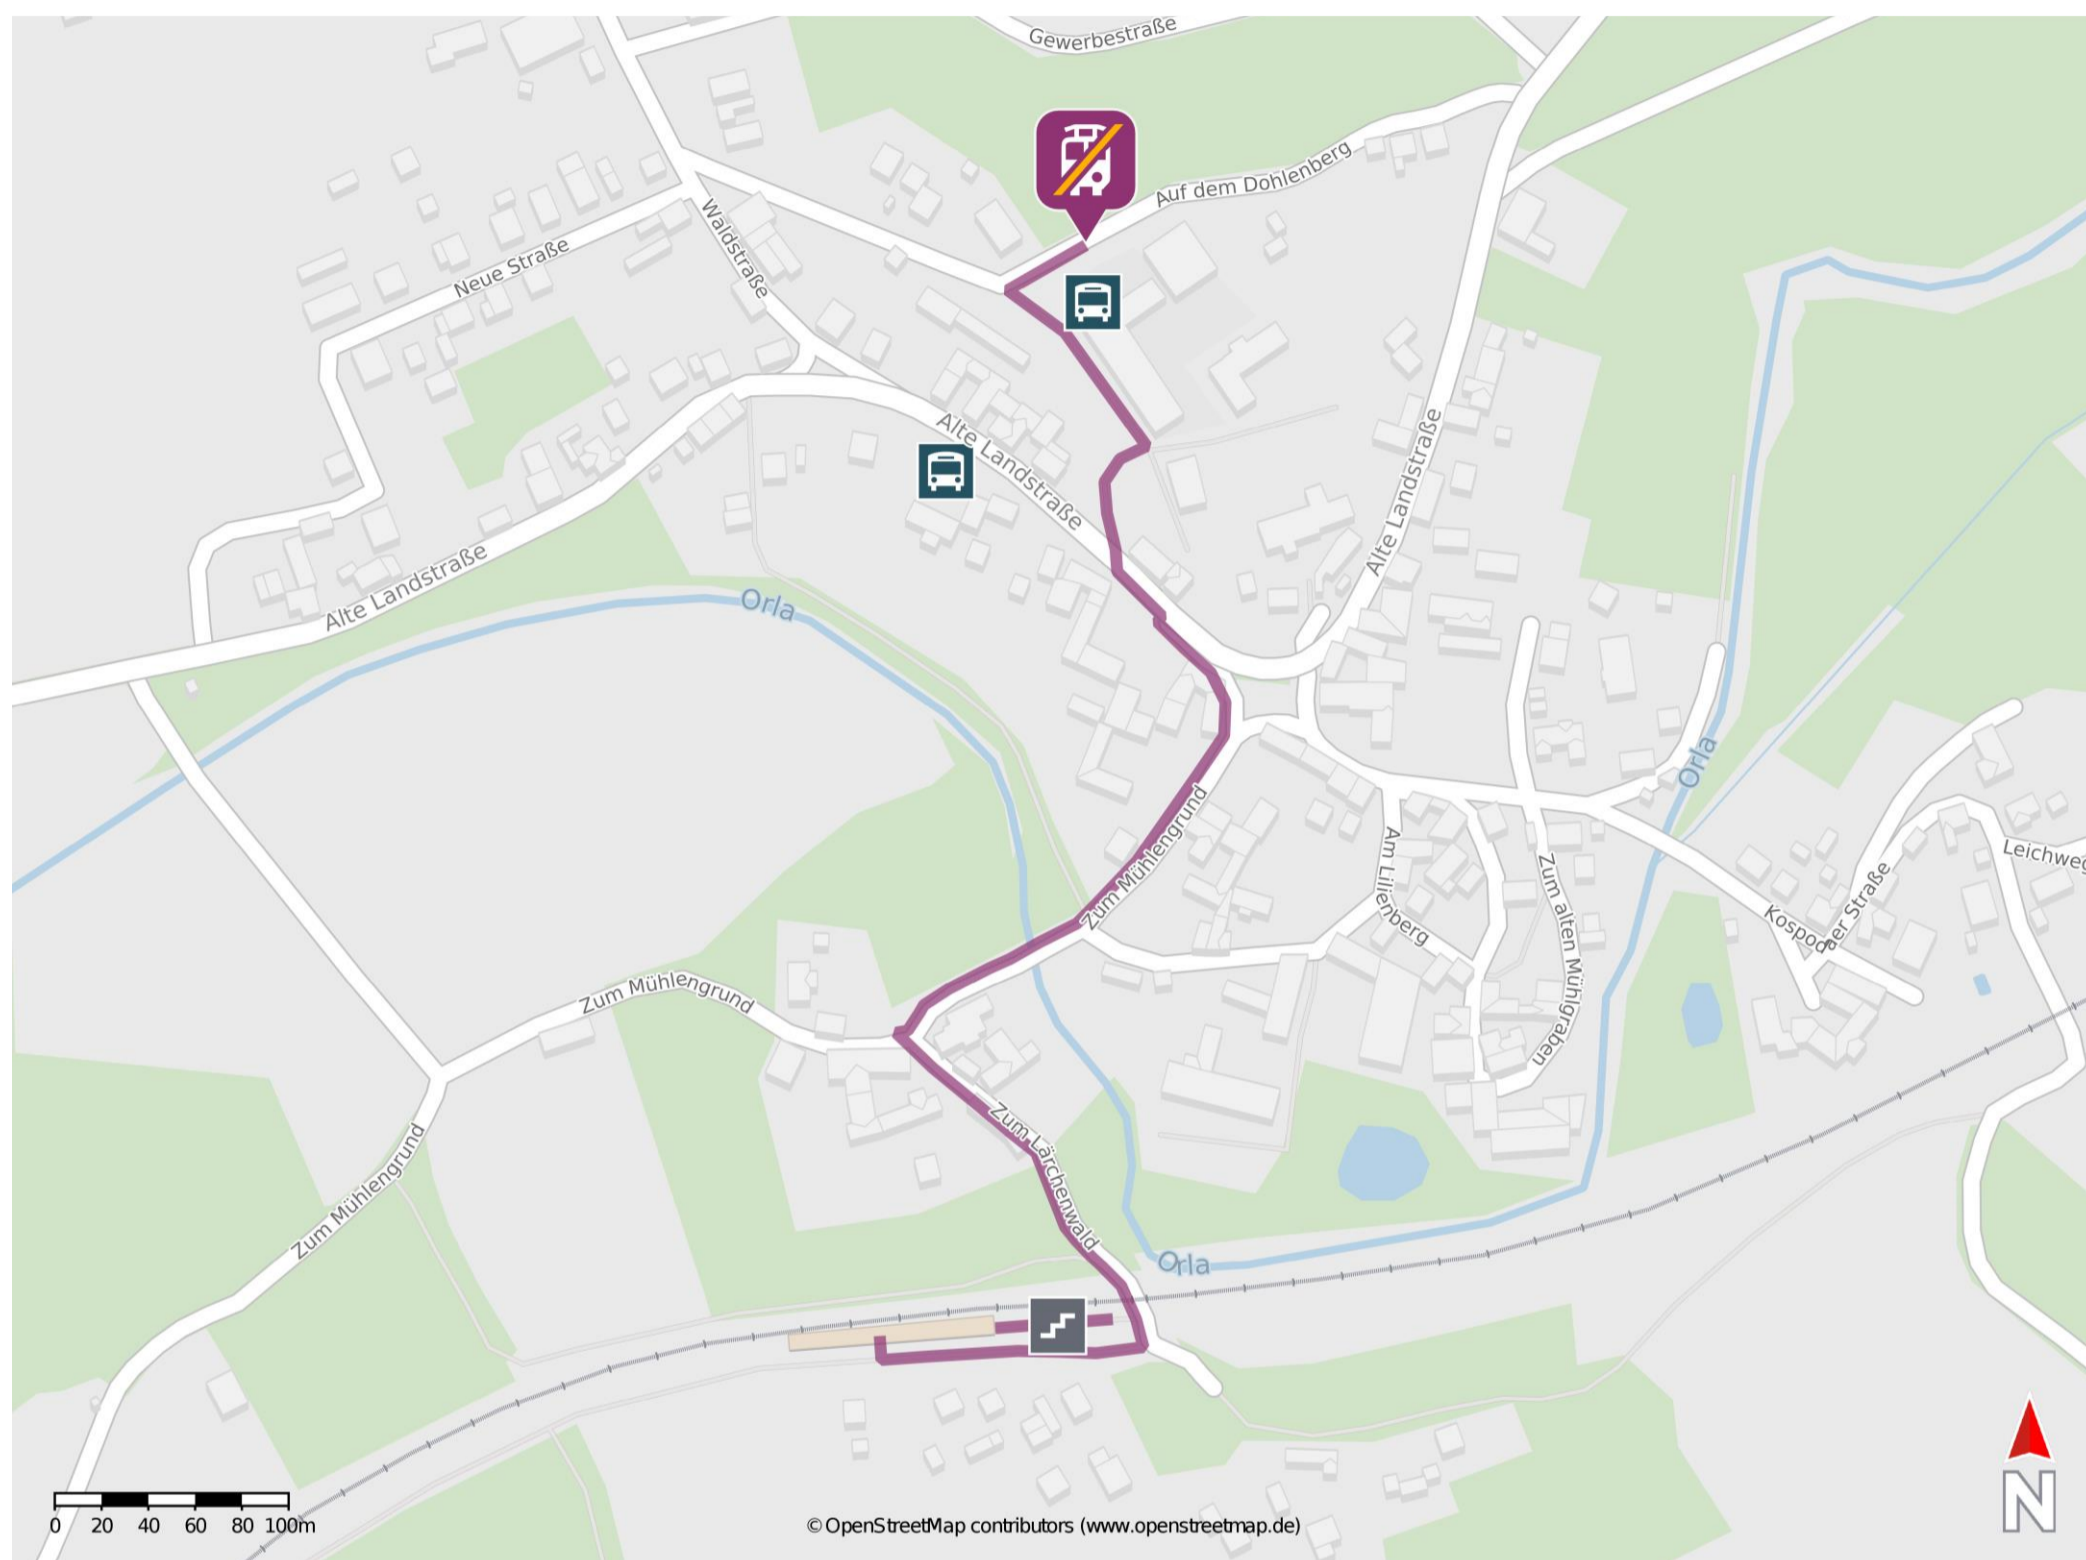 Gewerbestraße
Auf dem Dohlenberg
Waldstraße
Neue Straße
Alte Landstraße
Alte Landstraße
Alte Landstraße
Orla
Orla
Zum Mühlengrund
Am Lilienberg
Zum alten Mühlgraben
Leichweg
Kospodaer Straße
Zum Mühlengrund
Zum Lärchenwald
Zum Mühlengrund
Orla
N
0 20 40 60 80 100m
© OpenStreetMap contributors (www.openstreetmap.de)